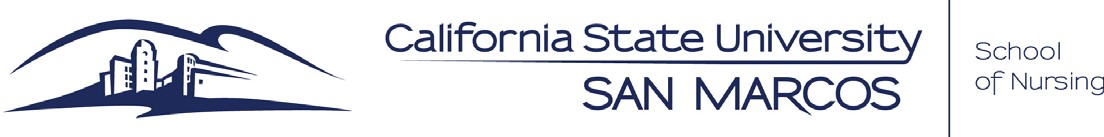 California State University
SAN MARCOS
School
of Nursing